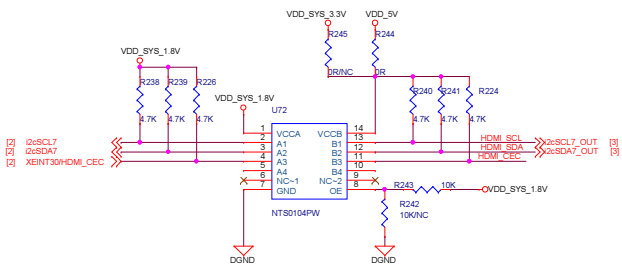 VDD_SYS_3.3V VDD_5V
R245 R244
VDD_SYS_1.8V
0R/NC 0R
R238 R239 R226 VDD_SYS_1.8V R240 R241 R224
U72
4.7K 4.7K 4.7K 4.7K 4.7K 4.7K
1 VCCA VCCB 14
[2] i2cSCL7 2 A1 B1 13 HDMI_SCL i2cSCL7_OUT [3]
[2] i2cSDA7 3 A2 B2 12 HDMI_SDA i2cSDA7_OUT [3]
[2] XEINT30/HDMI_CEC 4 A3 B3 11 HDMI_CEC
5 A4 B4 10
6 NC~1 NC~2 9
7 GND OE 8
R243 10K VDD_SYS_1.8V
R242
10K/NC
NTS0104PW
DGND DGND